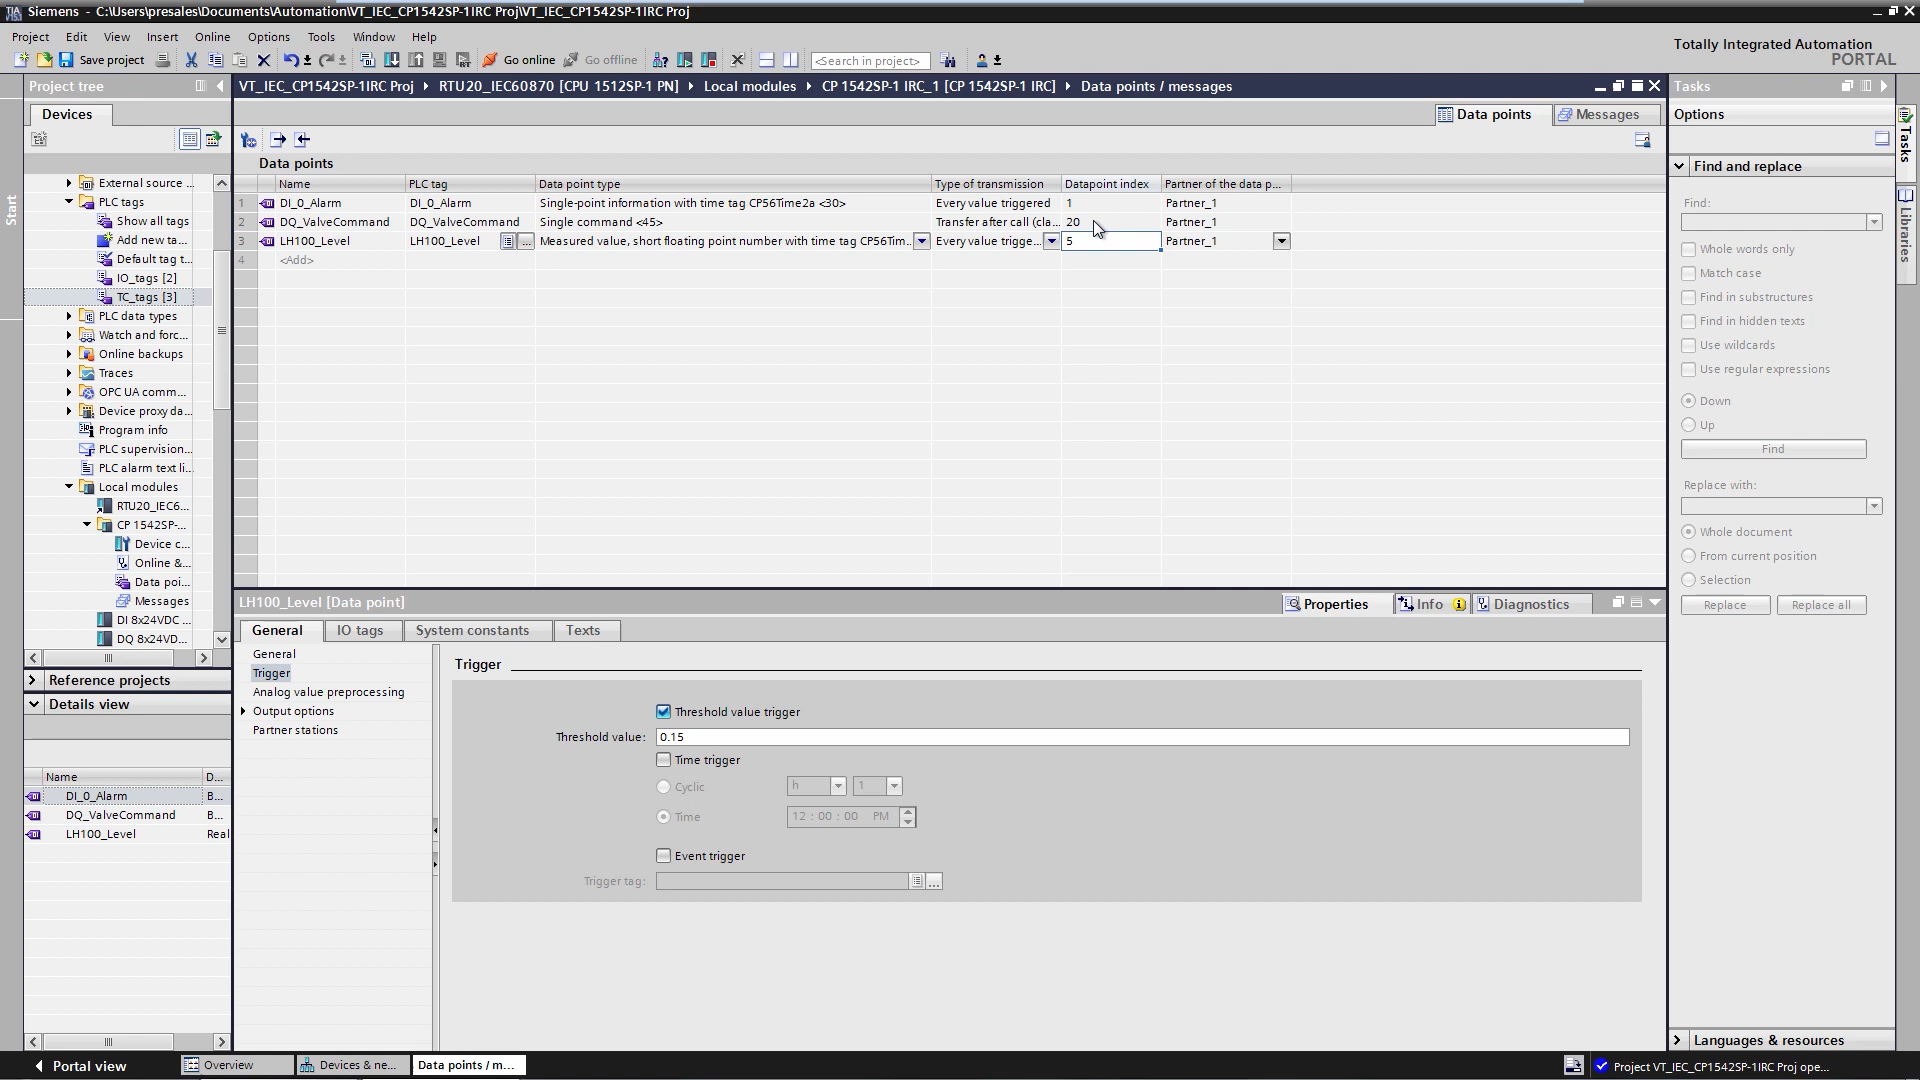 Siemens - C:\Users\presales\Documents\Automation\VT_IEC_CP1542SP-1IRC Proj\VT_IEC_CP1542SP-1IRC Proj
Project Edit View Insert Online Options Tools Window Help
Totally Integrated Automation
PORTAL
Save project
Go online
Go offline
<Search in project>
Project tree
VT_IEC_CP1542SP-1IRC Proj
RTU20_IEC60870 [CPU 1512SP-1 PN]
Local modules
CP 1542SP-1 IRC_1 [CP 1542SP-1 IRC]
Data points / messages
Tasks
Devices
Data points
Messages
Options
Start
External source ...
PLC tags
Show all tags
Add new ta...
Default tag t...
IO_tags [2]
TC_tags [3]
PLC data types
Watch and forc...
Online backups
Traces
OPC UA comm...
Device proxy da...
Program info
PLC supervision...
PLC alarm text li...
Local modules
RTU20_IEC6...
CP 1542SP-...
Device c...
Online &...
Data poi...
Messages
DI 8x24VDC ...
DQ 8x24VD...
Reference projects
Details view
Name D...
DI_0_Alarm B...
DQ_ValveCommand B...
LH100_Level Real
Data points
Name PLC tag Data point type Type of transmission Datapoint index Partner of the data p...
1 DI_0_Alarm DI_0_Alarm Single-point information with time tag CP56Time2a <30> Every value triggered 1 Partner_1
2 DQ_ValveCommand DQ_ValveCommand Single command <45> Transfer after call (cla... 20 Partner_1
3 LH100_Level LH100_Level ... Measured value, short floating point number with time tag CP56Tim... Every value trigge... 5 Partner_1
4 <Add>
LH100_Level [Data point]
Properties
Info
Diagnostics
General
IO tags
System constants
Texts
General
Trigger
Analog value preprocessing
Output options
Partner stations
Trigger
Threshold value trigger
Threshold value: 0.15
Time trigger
Cyclic h 1
Time 12 : 00 : 00 PM
Event trigger
Trigger tag: ...
Find and replace
Find:
Whole words only
Match case
Find in substructures
Find in hidden texts
Use wildcards
Use regular expressions
Down
Up
Find
Replace with:
Whole document
From current position
Selection
Replace
Replace all
Languages & resources
Tasks
Libraries
Portal view
Overview
Devices & ne...
Data points / m...
Project VT_IEC_CP1542SP-1IRC Proj ope...